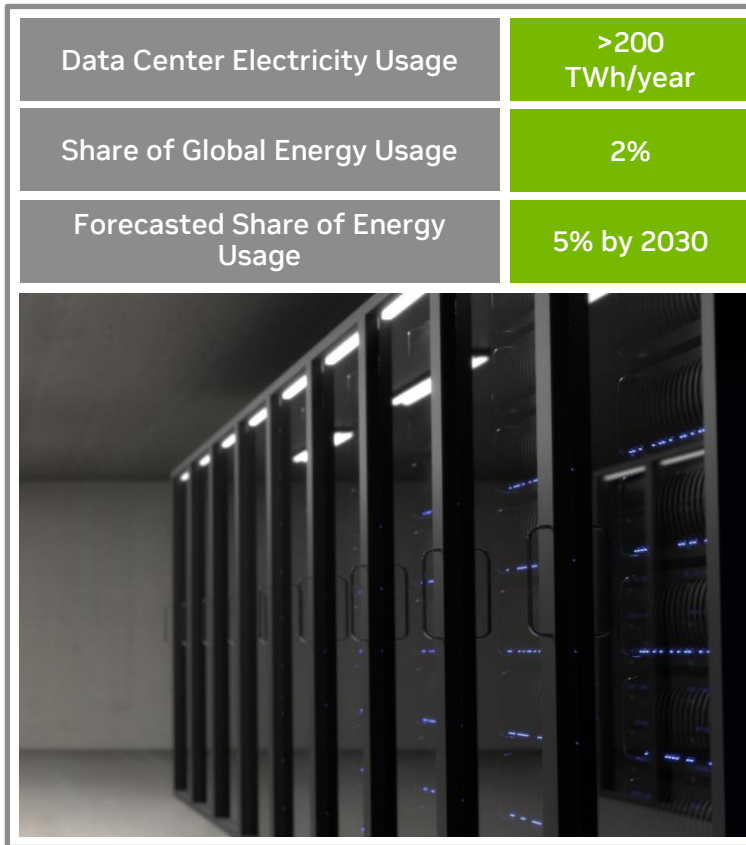 Data Center Electricity Usage
>200
TWh/year
Share of Global Energy Usage
2%
Forecasted Share of Energy
Usage
5% by 2030